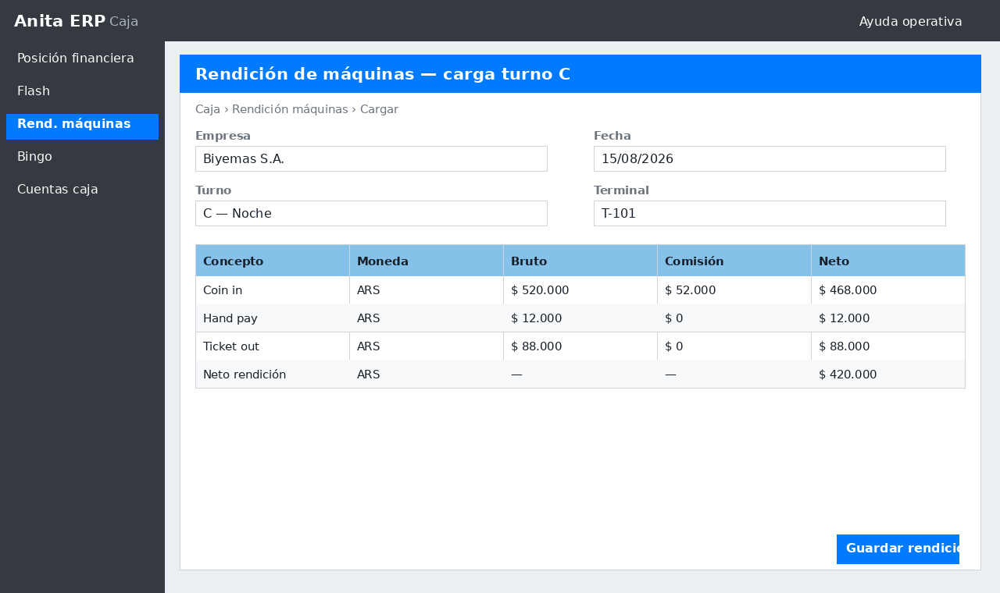 Anita ERP Caja
Ayuda operativa
Posición financiera
Flash
Rend. máquinas
Bingo
Cuentas caja
Rendición de máquinas — carga turno C
Caja › Rendición máquinas › Cargar
Empresa
Biyemas S.A.
Fecha
15/08/2026
Turno
C — Noche
Terminal
T-101
Concepto Moneda Bruto Comisión Neto
Coin in ARS $ 520.000 $ 52.000 $ 468.000
Hand pay ARS $ 12.000 $ 0 $ 12.000
Ticket out ARS $ 88.000 $ 0 $ 88.000
Neto rendición ARS — — $ 420.000
Guardar rendició